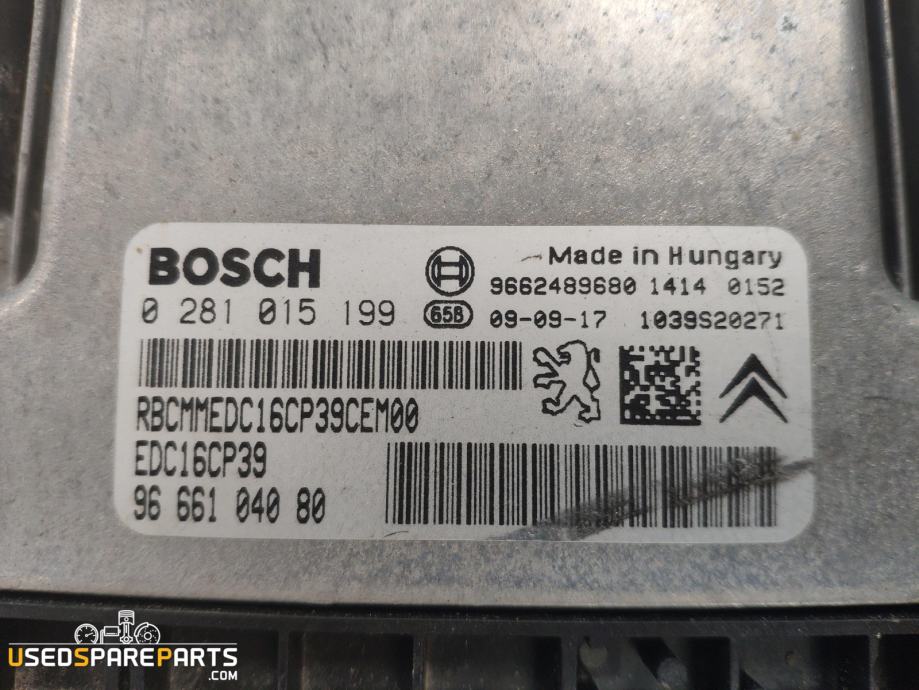 BOSCH
Made in Hungary
9662489680 1414 0152
0 281 015 199
65B 09-09-17 1039S20271
RBCMMEDC16CP39CEM00
EDC16CP39
96 661 040 80
USEDSPAREPARTS
.COM